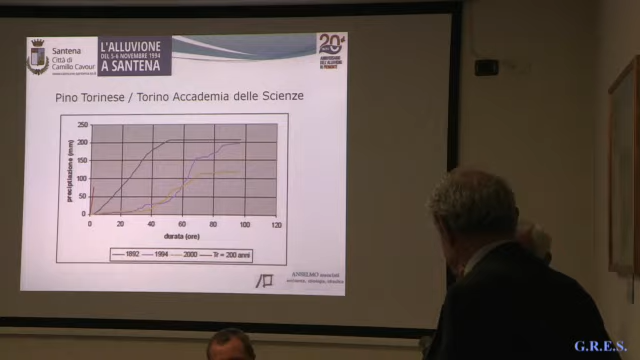 Santena
Città di
Camillo Cavour
L'ALLUVIONE
DEL 5-6 NOVEMBRE 1994
A SANTENA
20
Pino Torinese / Torino Accademia delle Scienze
250
200
150
100
50
0
precipitazione (mm)
0 20 40 60 80 100 120
durata (ore)
1892 1994 2000 Tr = 200 anni
G.R.E.S.